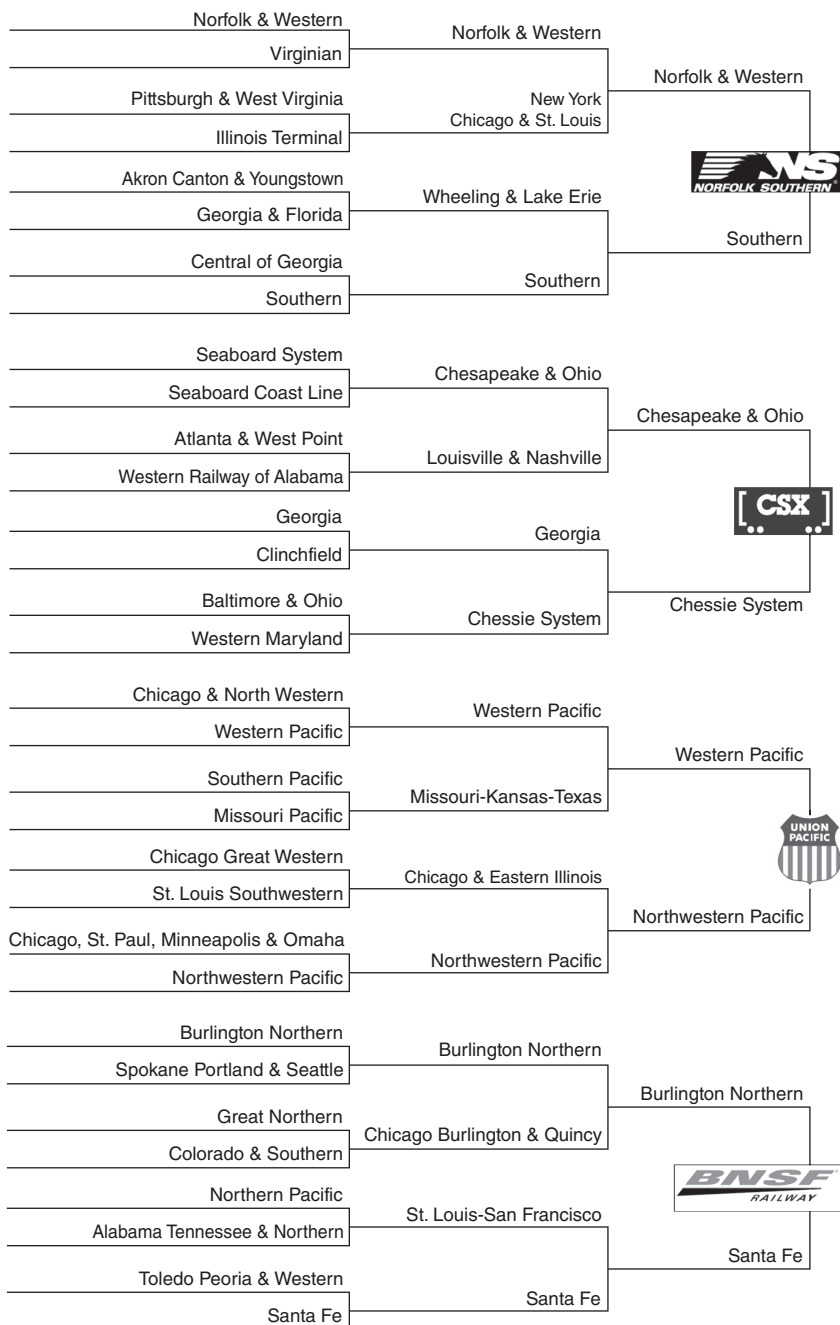 Norfolk & Western
Virginian
Pittsburgh & West Virginia
Illinois Terminal
Akron Canton & Youngstown
Georgia & Florida
Central of Georgia
Southern
Norfolk & Western
New York
Chicago & St. Louis
Wheeling & Lake Erie
Southern
Norfolk & Western
Southern
NS
NORFOLK SOUTHERN
Seaboard System
Seaboard Coast Line
Atlanta & West Point
Western Railway of Alabama
Georgia
Clinchfield
Baltimore & Ohio
Western Maryland
Chesapeake & Ohio
Louisville & Nashville
Georgia
Chessie System
Chesapeake & Ohio
Chessie System
CSX
Chicago & North Western
Western Pacific
Southern Pacific
Missouri Pacific
Chicago Great Western
St. Louis Southwestern
Chicago, St. Paul, Minneapolis & Omaha
Northwestern Pacific
Western Pacific
Missouri-Kansas-Texas
Chicago & Eastern Illinois
Northwestern Pacific
Western Pacific
Northwestern Pacific
UNION
PACIFIC
Burlington Northern
Spokane Portland & Seattle
Great Northern
Colorado & Southern
Northern Pacific
Alabama Tennessee & Northern
Toledo Peoria & Western
Santa Fe
Burlington Northern
Chicago Burlington & Quincy
St. Louis-San Francisco
Santa Fe
Burlington Northern
Santa Fe
BNSF
RAILWAY